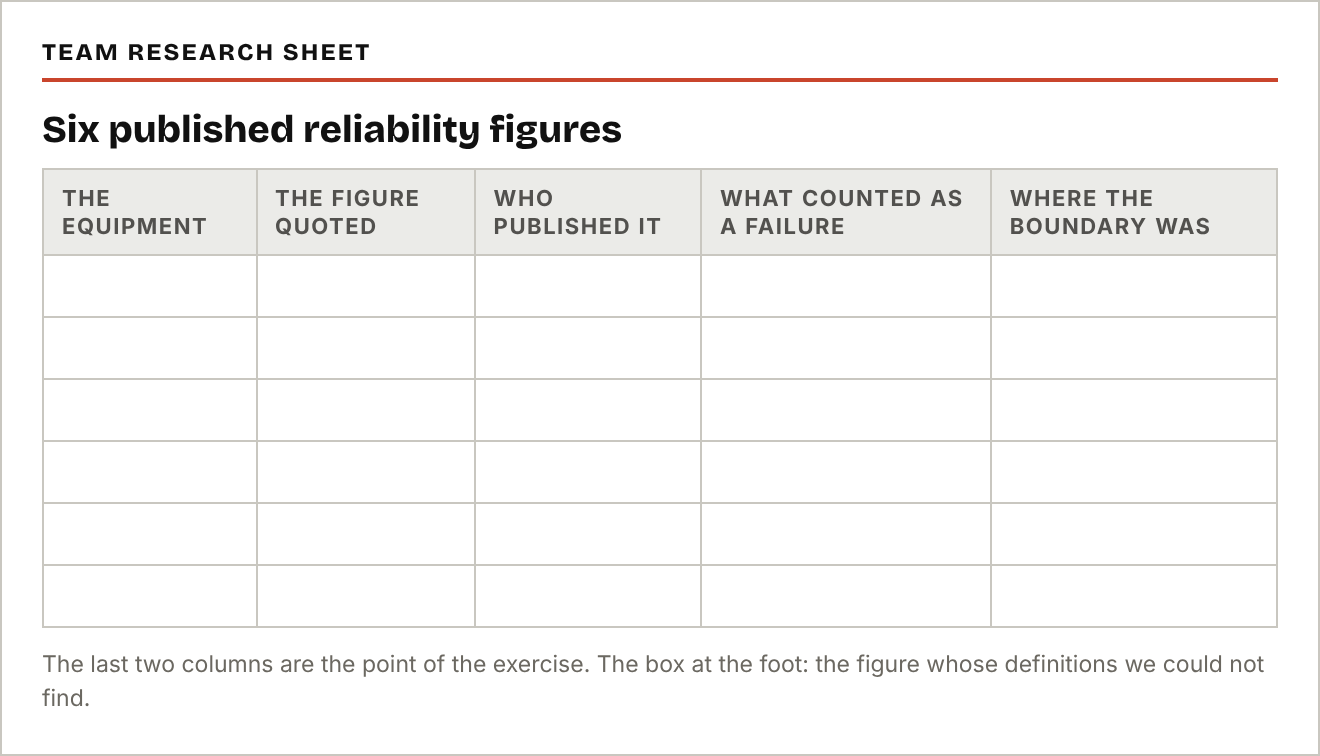 TEAM RESEARCH SHEET
Six published reliability figures
THE EQUIPMENT
THE FIGURE QUOTED
WHO PUBLISHED IT
WHAT COUNTED AS A FAILURE
WHERE THE BOUNDARY WAS
The last two columns are the point of the exercise. The box at the foot: the figure whose definitions we could not
find.